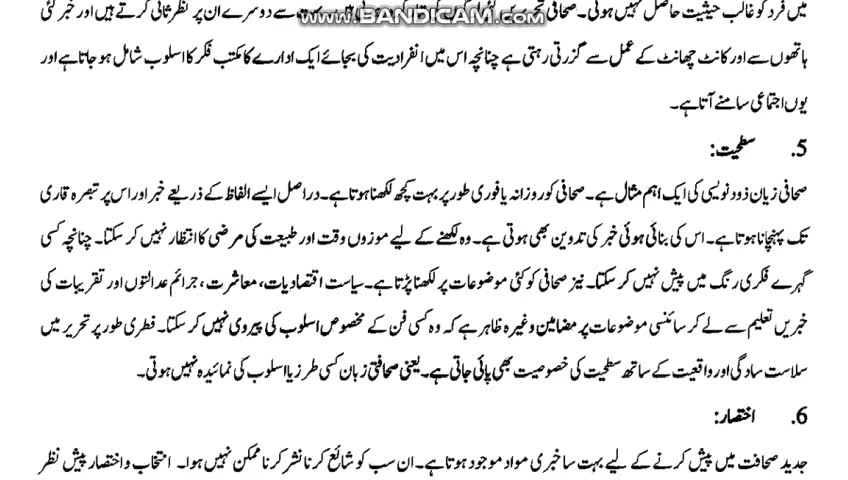 www.BANDICAM.com
میں فرد کو غالب حیثیت حاصل نہیں ہوتی۔ صحافی بہت سے دوسرے ان پر نظر ثانی کرتے ہیں اور خبر کئی
ہاتھوں سے اور کانٹ چھانٹ کے عمل سے گزرتی رہتی ہے چنانچہ اس میں انفرادیت کی بجائے ایک ادارے کا مکتب فکر کا اسلوب شامل ہو جاتا ہے اور
یوں اجتماعی سامنے آتا ہے۔
5. سطحیت:
صحافی زبان زود نویسی کی ایک اہم مثال ہے۔ صحافی کو روزانہ یا فوری طور پر بہت کچھ لکھنا ہوتا ہے۔ دراصل ایسے الفاظ کے ذریعے خبر اور اس پر تبصرہ قاری
تک پہنچانا ہوتا ہے۔ اس کی بنائی ہوئی خبر کی تدوین بھی ہوتی ہے۔ وہ لکھنے کے لیے موزوں وقت اور طبیعت کی مرضی کا انتظار نہیں کر سکتا۔ چنانچہ کسی
گہرے فکری رنگ میں پیش نہیں کر سکتا۔ نیز صحافی کو کئی موضوعات پر لکھنا پڑتا ہے۔ سیاست اقتصادیات، معاشرت، جرائم عدالتوں اور تقریبات کی
خبریں تعلیم سے لے کر سائنسی موضوعات پر مضامین وغیرہ ظاہر ہے کہ وہ کسی فن کے مخصوص اسلوب کی پیروی نہیں کر سکتا۔ فطری طور پر تحریر میں
سلاست سادگی اور واقعیت کے ساتھ سطحیت کی خصوصیت بھی پائی جاتی ہے۔ یعنی صحافتی زبان کسی طرز یا اسلوب کی نمائیدہ نہیں ہوتی۔
6. اختصار:
جدید صحافت میں پیش کرنے کے لیے بہت سا خبری مواد موجود ہوتا ہے۔ ان سب کو شائع کرنا نشر کرنا ممکن نہیں ہوا۔ انتخاب و اختصار پیش نظر